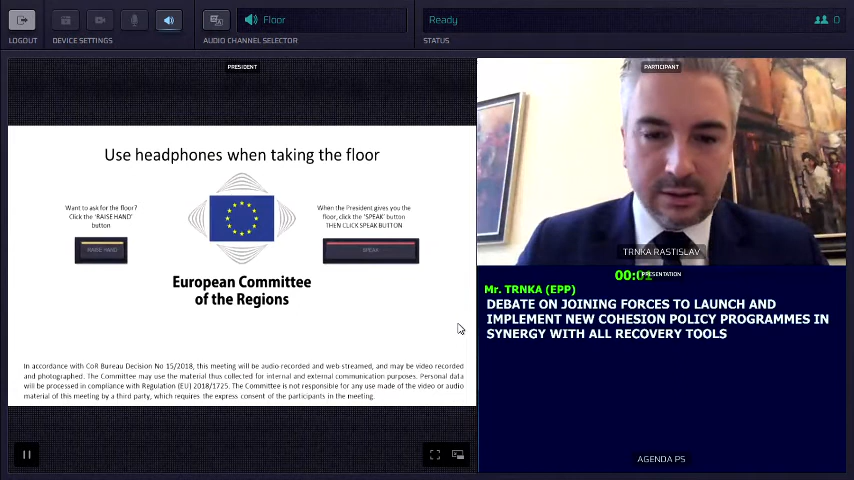 LOGOUT
DEVICE SETTINGS
Floor
AUDIO CHANNEL SELECTOR
Ready
0
STATUS
PRESIDENT
Use headphones when taking the floor
Want to ask for the floor?
Click the 'RAISE HAND'
button
RAISE HAND
When the President gives you the
floor, click the 'SPEAK' button
THEN CLICK SPEAK BUTTON
SPEAK
European Committee
of the Regions
In accordance with CoR Bureau Decision No 15/2018, this meeting will be audio recorded and web streamed, and may be video recorded
and photographed. The Committee may use the material thus collected for internal and external communication purposes. Personal data
will be processed in compliance with Regulation (EU) 2018/1725. The Committee is not responsible for any use made of the video or audio
material of this meeting by a third party, which requires the express consent of the participants in the meeting.
PARTICIPANT
TRNKA RASTISLAV
PRESENTATION
Mr. TRNKA (EPP)
DEBATE ON JOINING FORCES TO LAUNCH AND
IMPLEMENT NEW COHESION POLICY PROGRAMMES IN
SYNERGY WITH ALL RECOVERY TOOLS
AGENDA PS